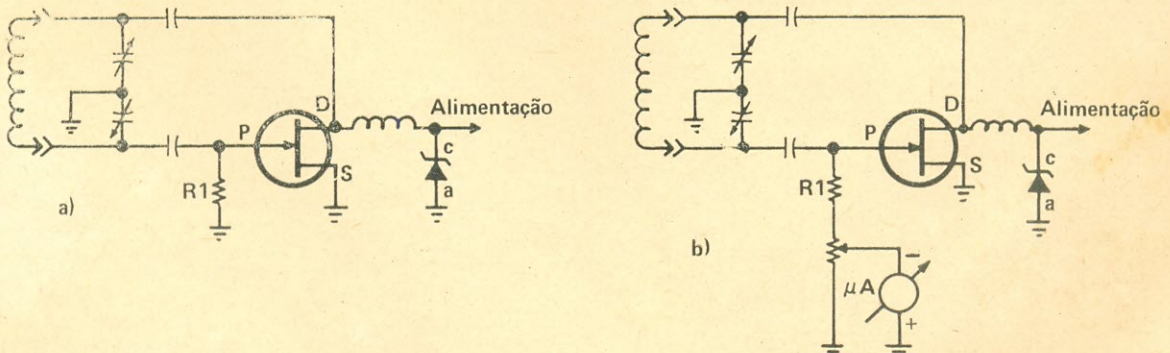 D
P
S
R1
Alimentação
c
a
a)
D
P
S
R1
Alimentação
c
a
b)
μA
−
+